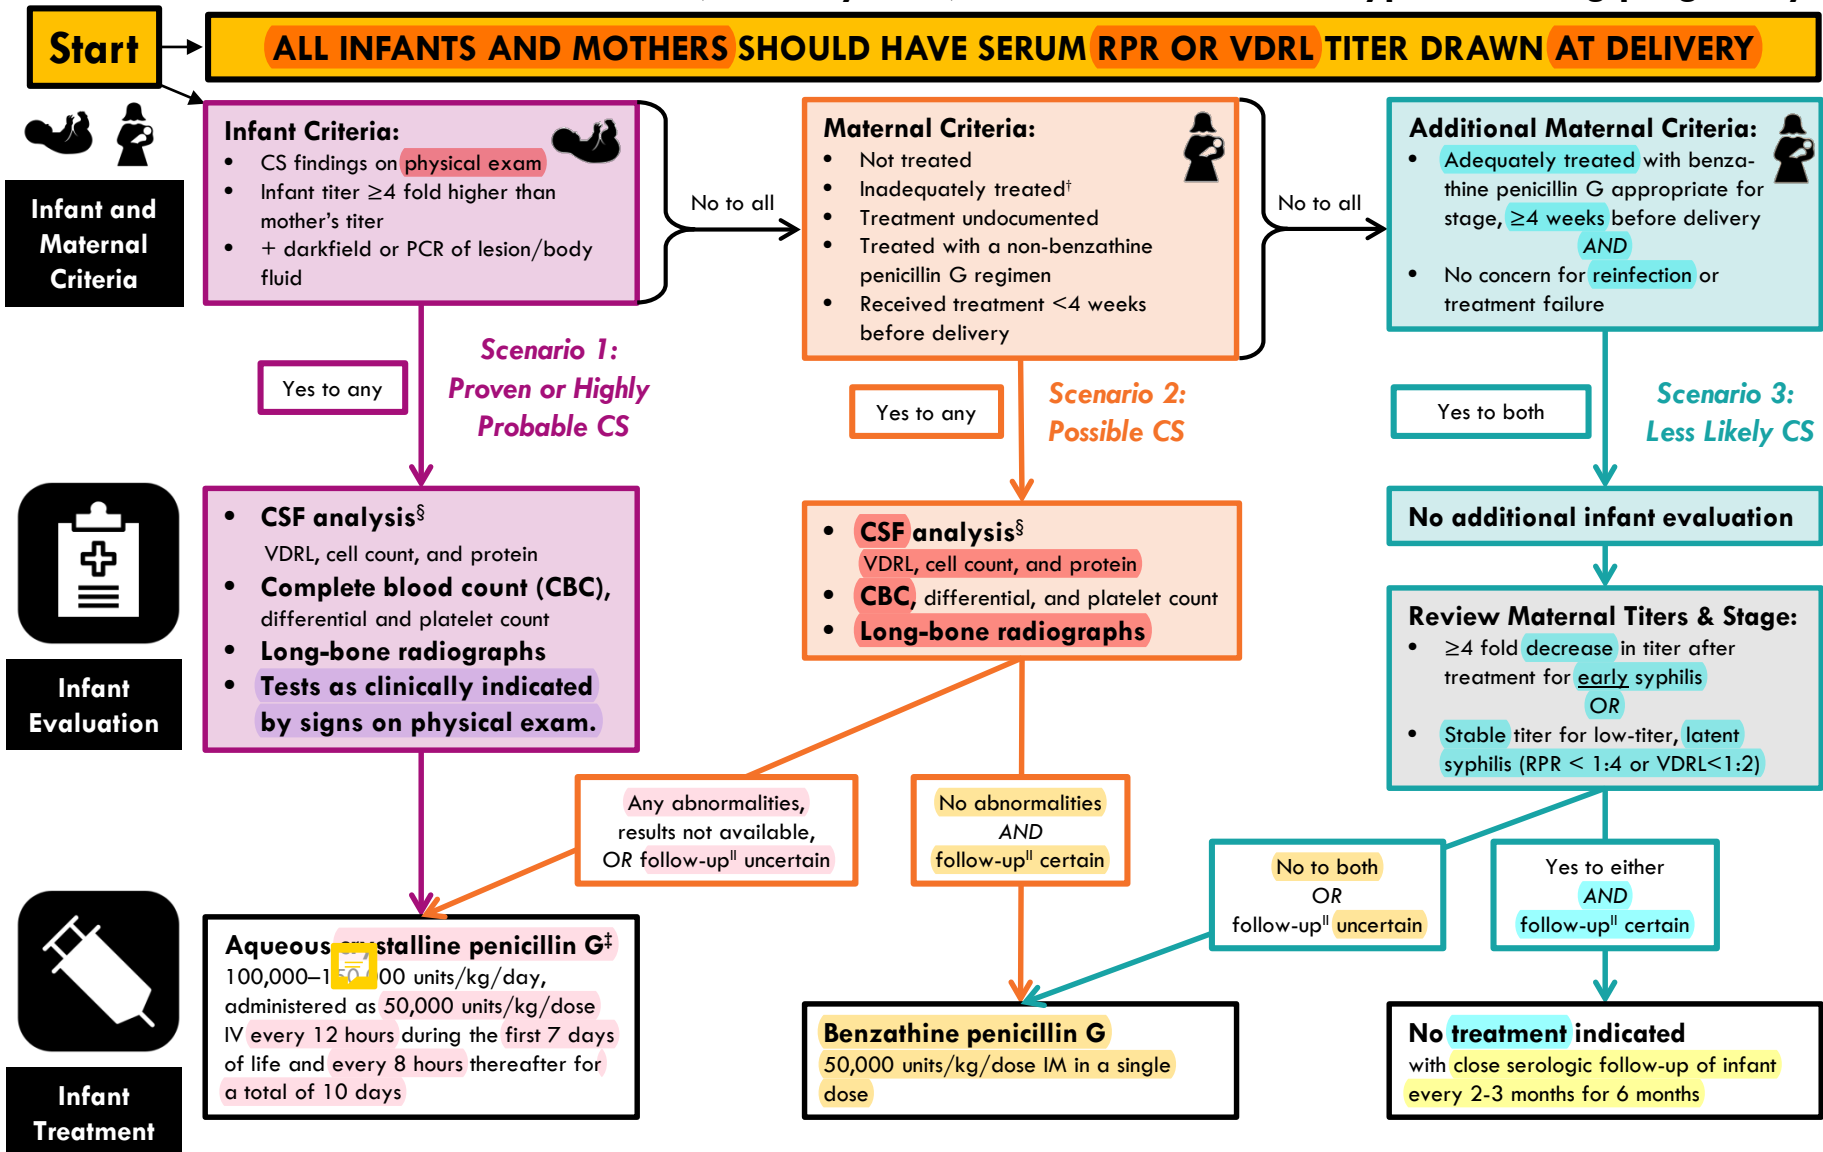 Start
ALL INFANTS AND MOTHERS SHOULD HAVE SERUM RPR OR VDRL TITER DRAWN AT DELIVERY
Infant and
Maternal
Criteria
Infant Criteria:
• CS findings on physical exam
• Infant titer ≥4 fold higher than
mother's titer
• + darkfield or PCR of lesion/body
fluid
No to all
Maternal Criteria:
• Not treated
• Inadequately treated†
• Treatment undocumented
• Treated with a non-benzathine
penicillin G regimen
• Received treatment <4 weeks
before delivery
No to all
Additional Maternal Criteria:
• Adequately treated with benza-
thine penicillin G appropriate for
stage, ≥4 weeks before delivery
AND
• No concern for reinfection or
treatment failure
Yes to any
Scenario 1:
Proven or Highly
Probable CS
Yes to any
Scenario 2:
Possible CS
Yes to both
Scenario 3:
Less Likely CS
Infant
Evaluation
• CSF analysis§
VDRL, cell count, and protein
• Complete blood count (CBC),
differential and platelet count
• Long-bone radiographs
• Tests as clinically indicated
by signs on physical exam.
• CSF analysis§
VDRL, cell count, and protein
• CBC, differential, and platelet count
• Long-bone radiographs
No additional infant evaluation
Review Maternal Titers & Stage:
• ≥4 fold decrease in titer after
treatment for early syphilis
OR
• Stable titer for low-titer, latent
syphilis (RPR < 1:4 or VDRL<1:2)
Any abnormalities,
results not available,
OR follow-up|| uncertain
No abnormalities
AND
follow-up|| certain
No to both
OR
follow-up|| uncertain
Yes to either
AND
follow-up|| certain
Infant
Treatment
Aqueous crystalline penicillin G‡
units/kg/day,
administered as 50,000 units/kg/dose
IV every 12 hours during the first 7 days
of life and every 8 hours thereafter for
a total of 10 days
Benzathine penicillin G
50,000 units/kg/dose IM in a single
dose
No treatment indicated
with close serologic follow-up of infant
every 2-3 months for 6 months